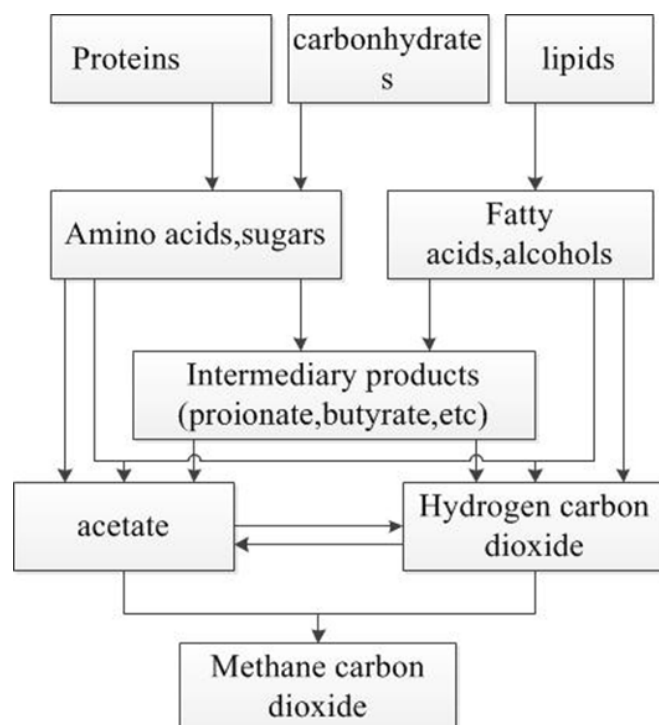 Proteins
carbonhydrate
s
lipids
Amino acids,sugars
Fatty
acids,alcohols
Intermediary products
(proionate,butyrate,etc)
acetate
Hydrogen carbon
dioxide
Methane carbon
dioxide